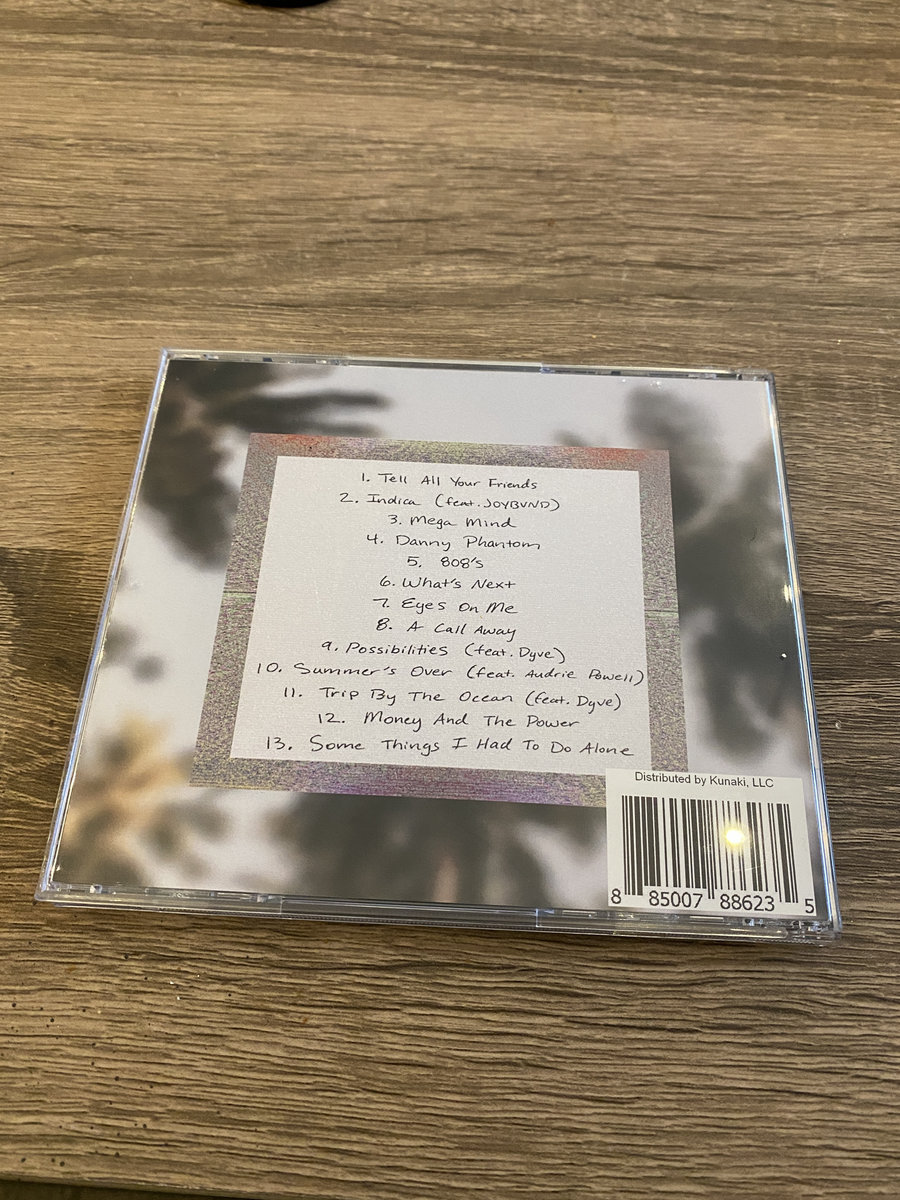 1. Tell All Your Friends
2. Indica (feat. JOYBVND)
3. Mega Mind
4. Danny Phantom
5. 808's
6. What's Next
7. Eyes On Me
8. A Call Away
9. Possibilities (feat. Dyve)
10. Summer's Over (feat. Audrie Powell)
11. Trip By The Ocean (feat. Dyve)
12. Money And The Power
13. Some Things I Had To Do Alone
Distributed by Kunaki, LLC
8 85007 88623 5